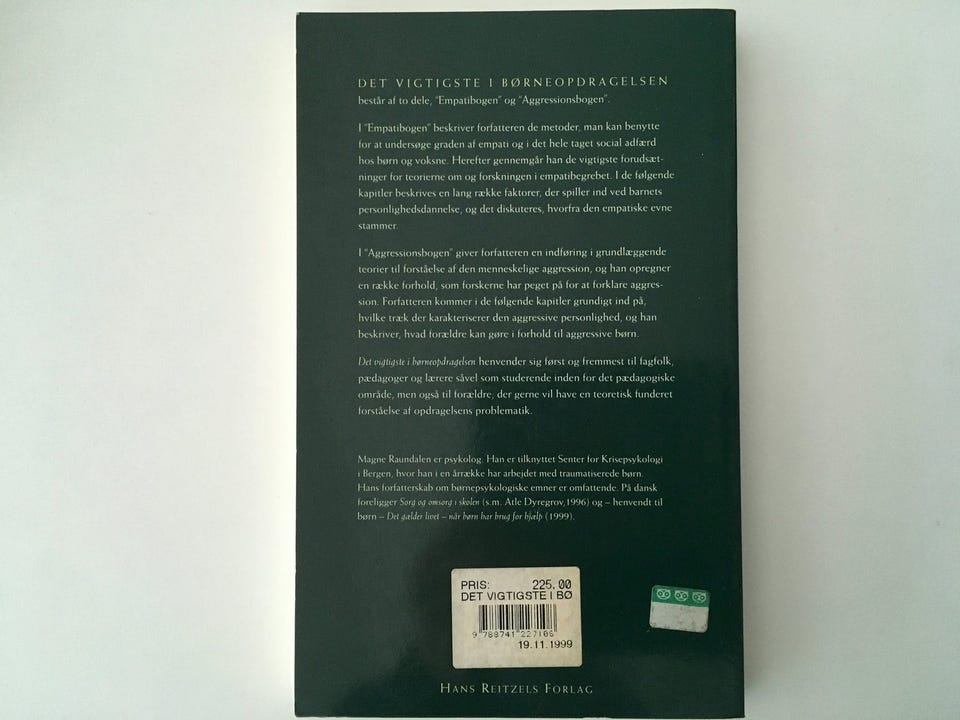 DET VIGTIGSTE I BØRNEOPDRAGELSEN
består af to dele, "Empatibogen" og "Aggressionsbogen".
I "Empatibogen" beskriver forfatteren de metoder, man kan benytte
for at undersøge graden af empati og i det hele taget social adfærd
hos børn og voksne. Herefter gennemgår han de vigtigste forudsæt-
ninger for teorierne om og forskningen i empatibegrebet. I de følgende
kapitler beskrives en lang række faktorer, der spiller ind ved barnets
personlighedsdannelse, og det diskuteres, hvorfra den empatiske evne
stammer.
I "Aggressionsbogen" giver forfatteren en indføring i grundlæggende
teorier til forståelse af den menneskelige aggression, og han opregner
en række forhold, som forskerne har peget på for at forklare aggres-
sion. Forfatteren kommer i de følgende kapitler grundigt ind på,
hvilke træk der karakteriserer den aggressive personlighed, og han
beskriver, hvad forældre kan gøre i forhold til aggressive børn.
Det vigtigste i børneopdragelsen henvender sig først og fremmest til fagfolk,
pædagoger og lærere såvel som studerende inden for det pædagogiske
område, men også til forældre, der gerne vil have en teoretisk funderet
forståelse af opdragelsens problematik.
Magne Raundalen er psykolog. Han er tilknyttet Senter for Krisepsykologi
i Bergen, hvor han i en årrække har arbejdet med traumatiserede børn.
Hans forfatterskab om børnepsykologiske emner er omfattende. På dansk
foreligger Sorg og omsorg i skolen (s.m. Atle Dyregrov,1996) og – henvendt til
børn – Det gælder livet – når børn har brug for hjælp (1999).
PRIS: 225.00
DET VIGTIGSTE I BØ
9 788741 227108
19.11.1999
HANS REITZELS FORLAG